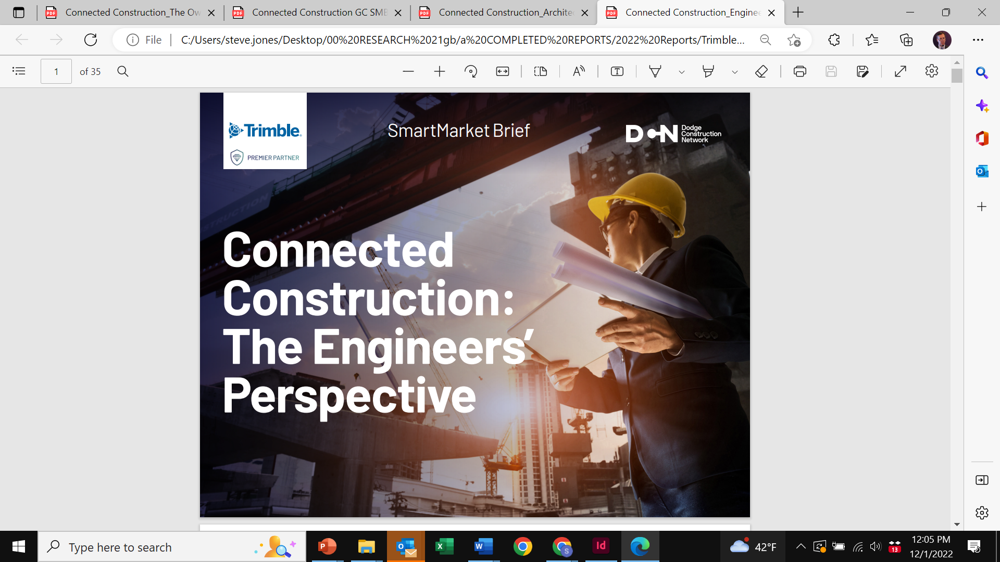 Connected Construction_The Ow
Connected Construction GC SME
Connected Construction_Archite
Connected Construction_Enginee
File
C:/Users/steve.jones/Desktop/00%20RESEARCH%2021gb/a%20COMPLETED%20REPORTS/2022%20Reports/Trimble...
1 of 35
Trimble
PREMIER PARTNER
SmartMarket Brief
DCN
Dodge
Construction
Network
CONSTRUCTION
Connected
Construction:
The Engineers’
Perspective
Type here to search
42°F
13
12:05 PM
12/1/2022